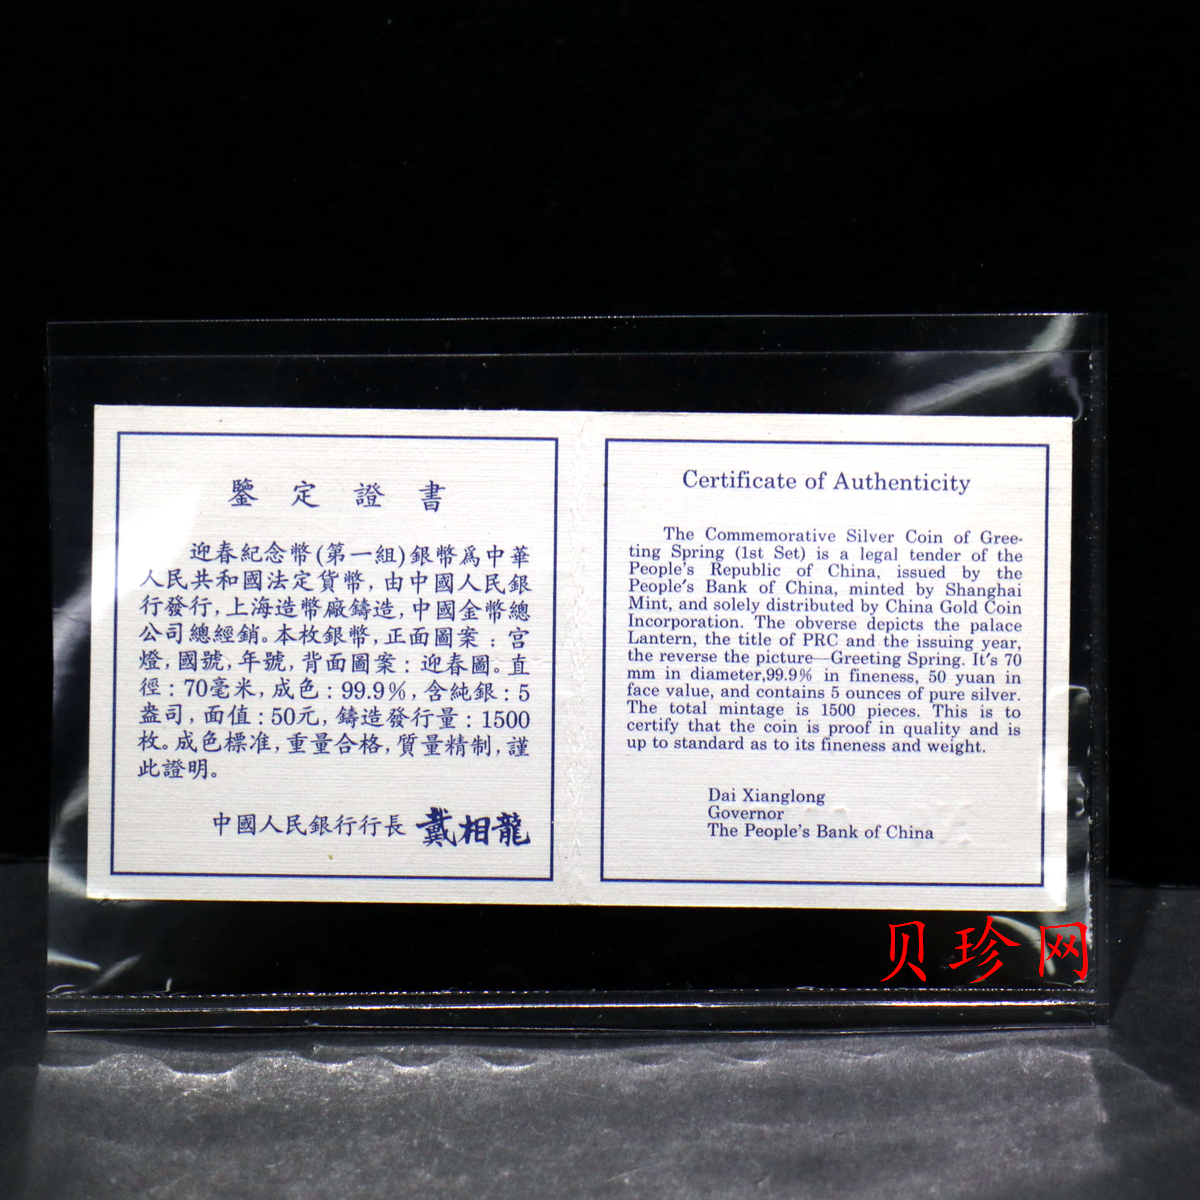 鑒定證書
迎春紀念幣(第一組)銀幣爲中華
人民共和國法定貨幣,由中國人民銀
行發行,上海造幣廠鑄造,中國金幣總
公司總經銷。本枚銀幣,正面圖案:宮
燈,國號,年號,背面圖案:迎春圖。直
徑:70毫米,成色:99.9%,含純銀:5
盎司,面值:50元,鑄造發行量:1500
枚。成色標准,重量合格,質量精制,謹
此證明。
中國人民銀行行長 戴相龍
Certificate of Authenticity
The Commemorative Silver Coin of Gree-
ting Spring (1st Set) is a legal tender of the
People's Republic of China, issued by the
People's Bank of China, minted by Shanghai
Mint, and solely distributed by China Gold Coin
Incorporation. The obverse depicts the palace
Lantern, the title of PRC and the issuing year,
the reverse the picture—Greeting Spring. It's 70
mm in diameter,99.9% in fineness, 50 yuan in
face value, and contains 5 ounces of pure silver.
The total mintage is 1500 pieces. This is to
certify that the coin is proof in quality and is
up to standard as to its fineness and weight.
Dai Xianglong
Governor
The People's Bank of China
贝珍网